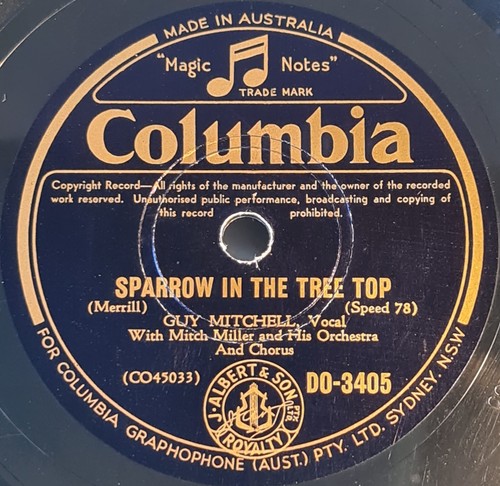 MADE IN AUSTRALIA
"Magic Notes"
TRADE MARK
Columbia
Copyright Record—All rights of the manufacturer and the owner of the recorded
work reserved. Unauthorised public performance, broadcasting and copying of
this record prohibited.
SPARROW IN THE TREE TOP
(Merrill) (Speed 78)
GUY MITCHELL, Vocal
With Mitch Miller and His Orchestra
And Chorus
(CO45033) DO-3405
J. ALBERT & SON PTY. LTD.
ROYALTY
FOR COLUMBIA GRAPHOPHONE (AUST.) PTY. LTD. SYDNEY. N.S.W.